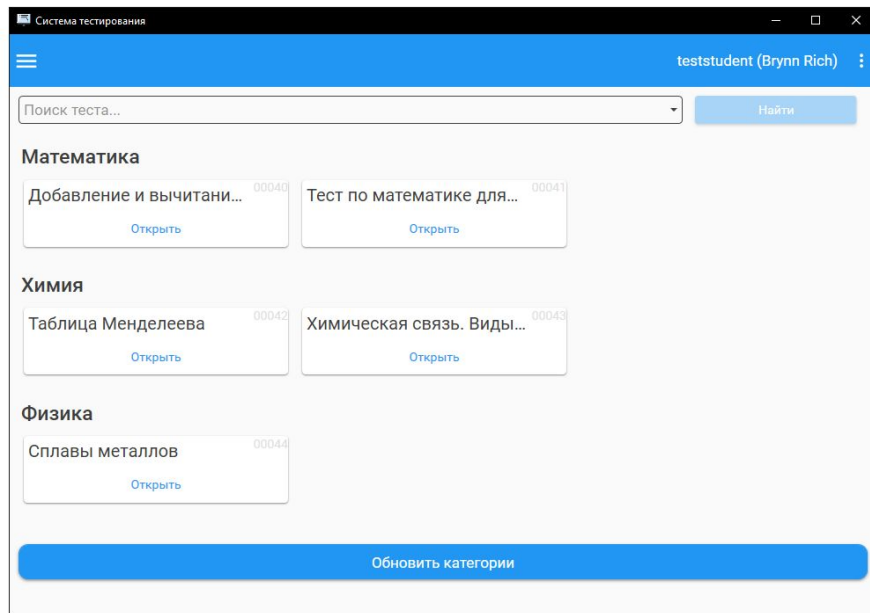 Система тестирования
teststudent (Brynn Rich)
Поиск теста...
Найти
Математика
Добавление и вычитани... 00040
Открыть
Тест по математике для... 00041
Открыть
Химия
Таблица Менделеева 00042
Открыть
Химическая связь. Виды... 00043
Открыть
Физика
Сплавы металлов 00044
Открыть
Обновить категории